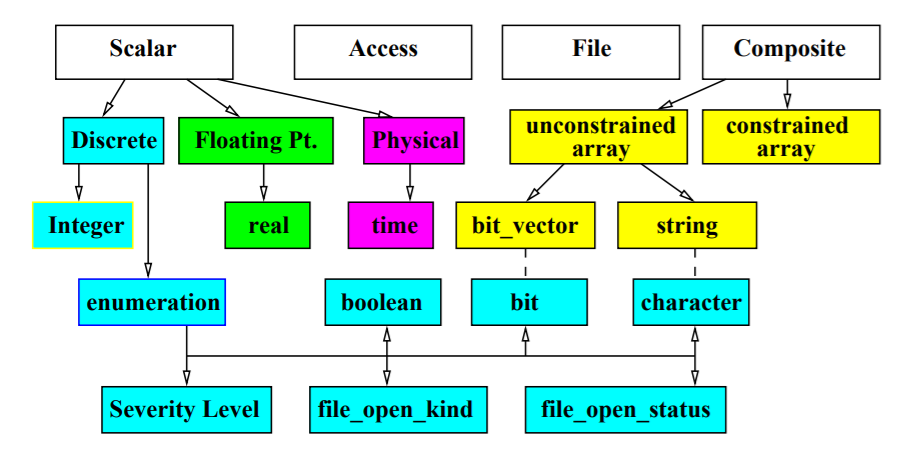 Scalar
Access
File
Composite
Discrete
Floating Pt.
Physical
unconstrained
array
constrained
array
Integer
real
time
bit_vector
string
enumeration
boolean
bit
character
Severity Level
file_open_kind
file_open_status